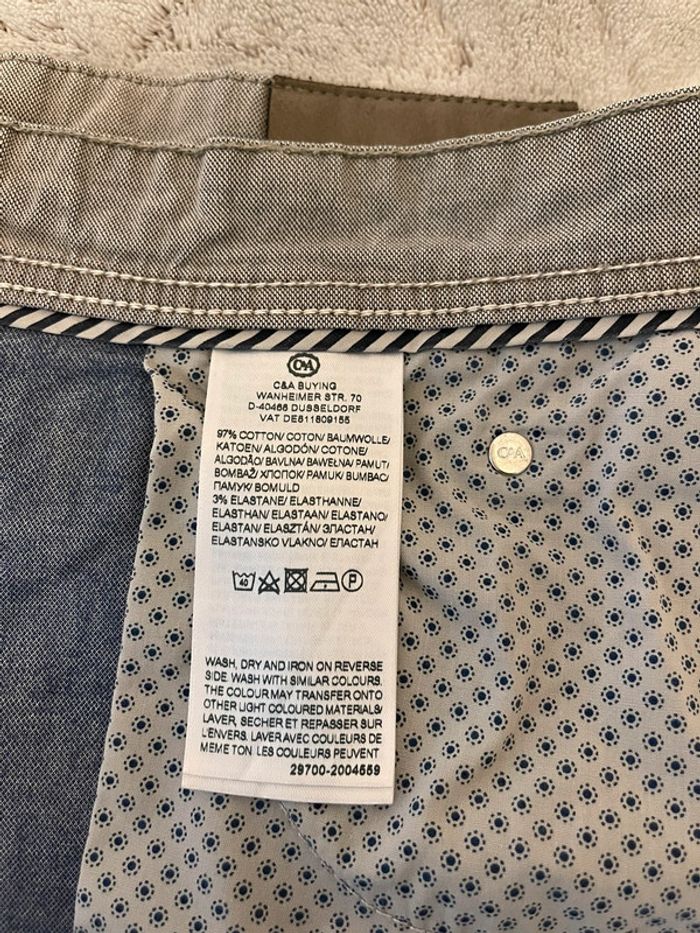 C&A
C&A BUYING
WANHEIMER STR. 70
D-40468 DUSSELDORF
VAT DE811809155
97% COTTON/ COTON/ BAUMWOLLE/
KATOEN/ ALGODÓN/ COTONE/
ALGODÃO/ BAVLNA/ BAWEŁNA/ PAMUT/
BOMBAŽ/ ХЛОПОК/ PAMUK/ BUMBAC/
ПАМУК/ BOMULD
3% ELASTANE/ ELASTHANNE/
ELASTHAN/ ELASTAAN/ ELASTANO/
ELASTAN/ ELASZTÁN/ ЭЛАСТАН/
ELASTANSKO VLAKNO/ ЕЛАСТАН
40 P
WASH, DRY AND IRON ON REVERSE
SIDE. WASH WITH SIMILAR COLOURS.
THE COLOUR MAY TRANSFER ONTO
OTHER LIGHT COLOURED MATERIALS/
LAVER, SECHER ET REPASSER SUR
L'ENVERS. LAVER AVEC COULEURS DE
MEME TON. LES COULEURS PEUVENT
29700-2004559
C&A